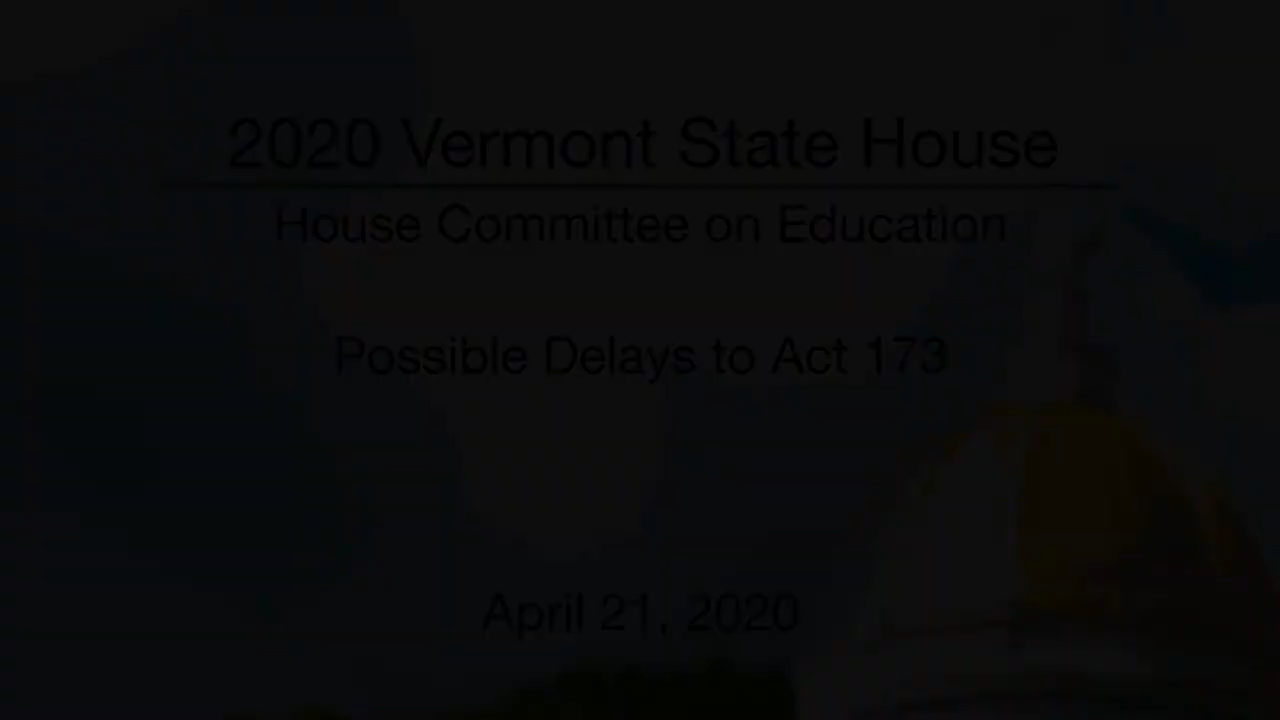 2020 Vermont State House
House Committee on Education
Possible Delays to Act 173
April 21, 2020